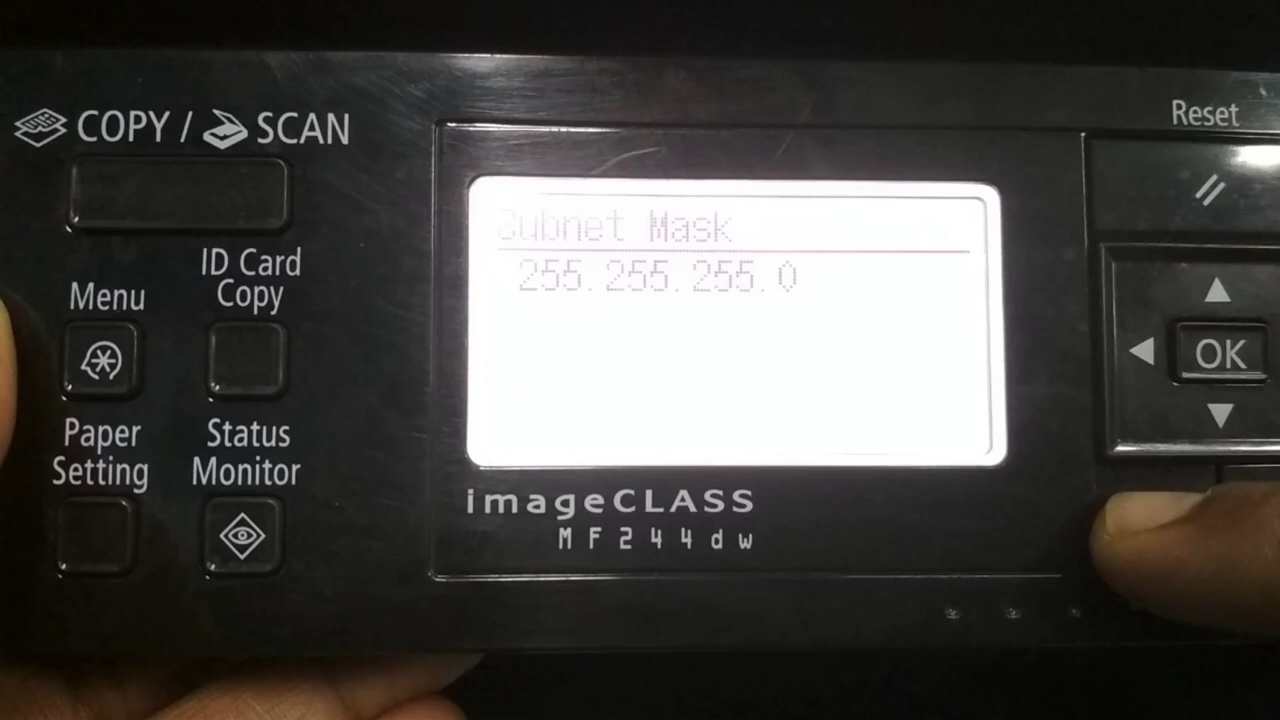 COPY / SCAN
Reset
Subnet Mask
255.255.255.0
ID Card
Copy
Menu
OK
Paper
Setting
Status
Monitor
imageCLASS
MF244dw